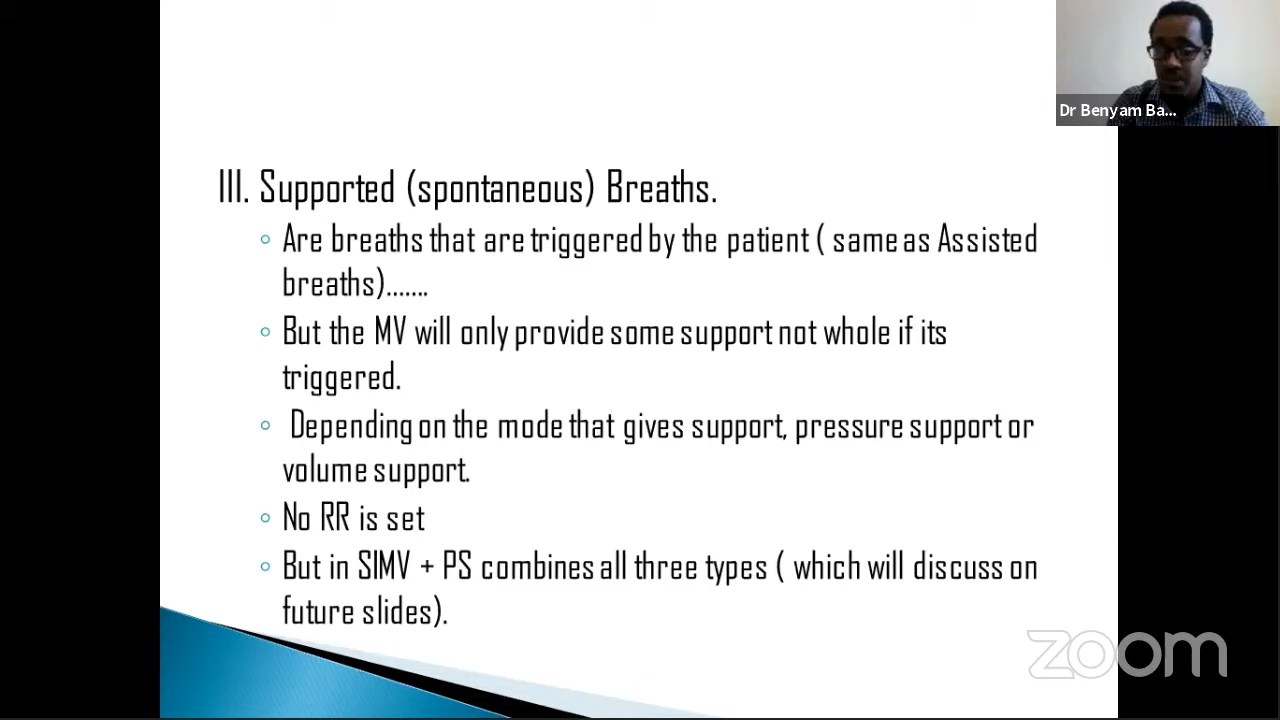 Dr Benyam Ba...
III. Supported (spontaneous) Breaths.
Are breaths that are triggered by the patient ( same as Assisted
breaths).......
But the MV will only provide some support not whole if its
triggered.
Depending on the mode that gives support, pressure support or
volume support.
No RR is set
But in SIMV + PS combines all three types ( which will discuss on
future slides).
zoom